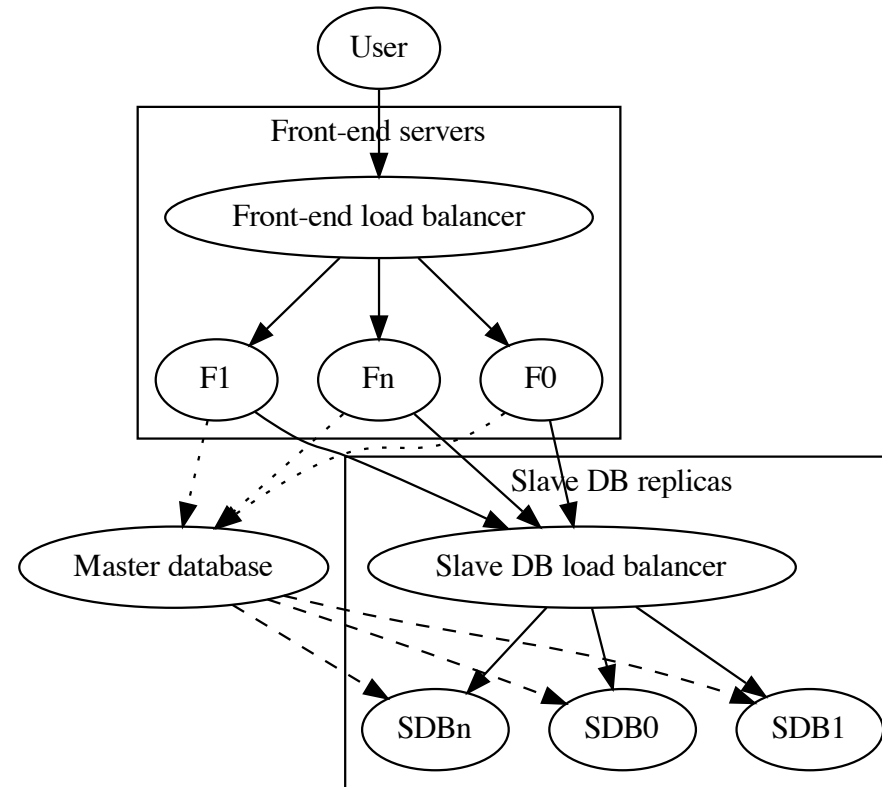 User
Front-end servers
Front-end load balancer
F1
Fn
F0
Slave DB replicas
Master database
Slave DB load balancer
SDBn
SDB0
SDB1